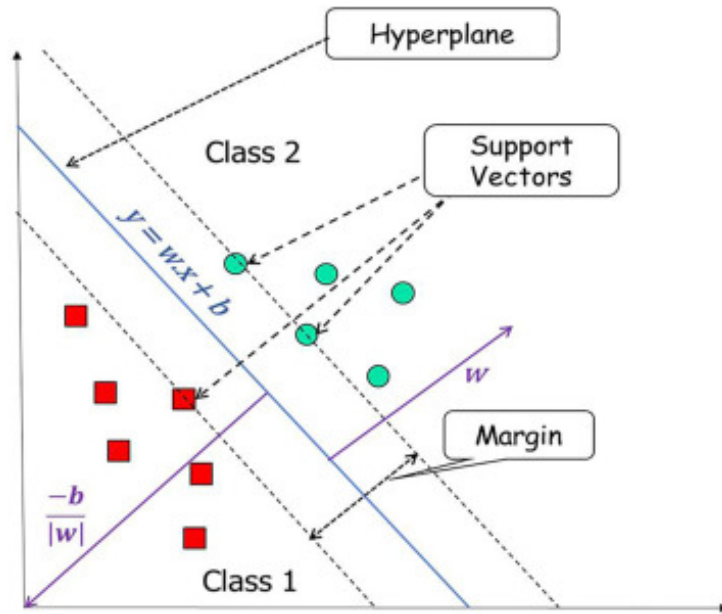 Hyperplane
Class 2
Support
Vectors
y = wx + b
w
Margin
-b
|w|
Class 1